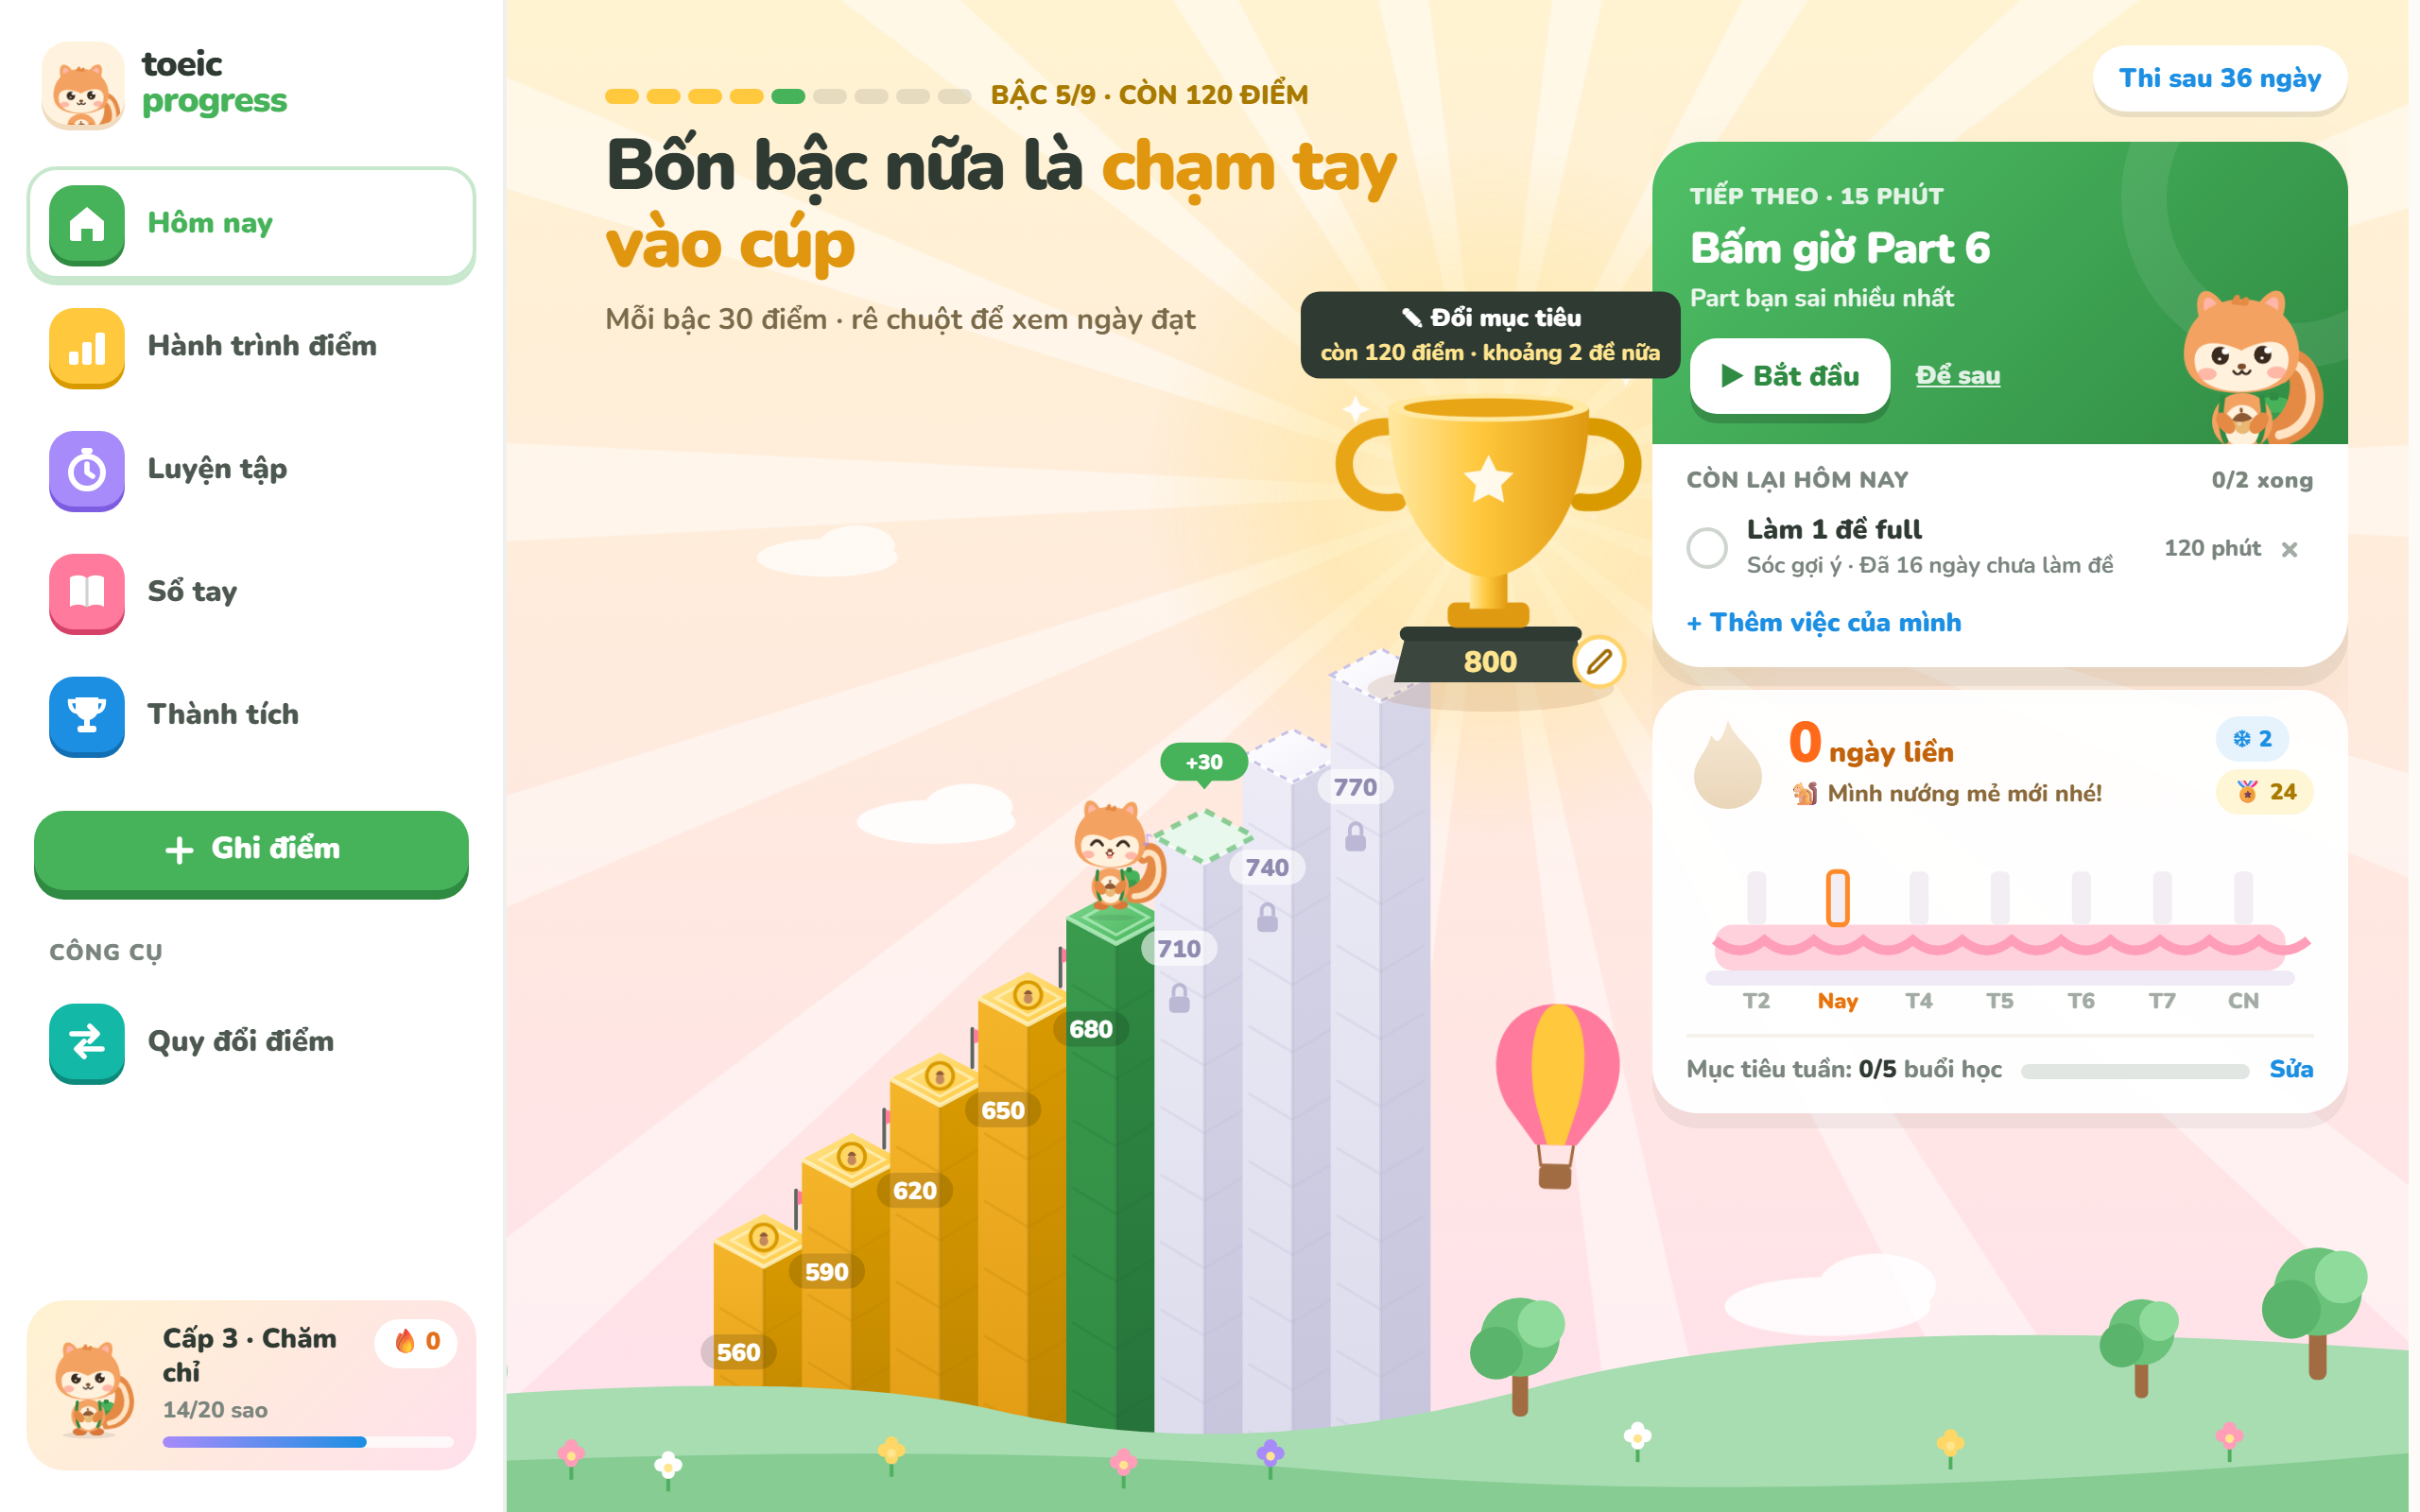 toeic
progress
Hôm nay
Hành trình điểm
Luyện tập
Sổ tay
Thành tích
+ Ghi điểm
CÔNG CỤ
Quy đổi điểm
Cấp 3 · Chăm
chỉ
0
14/20 sao
BẬC 5/9 · CÒN 120 ĐIỂM
Bốn bậc nữa là chạm tay
vào cúp
Mỗi bậc 30 điểm · rê chuột để xem ngày đạt
Đổi mục tiêu
còn 120 điểm · khoảng 2 đề nữa
800
+30
770
740
710
680
650
620
590
560
Thi sau 36 ngày
TIẾP THEO · 15 PHÚT
Bấm giờ Part 6
Part bạn sai nhiều nhất
Bắt đầu
Để sau
CÒN LẠI HÔM NAY
0/2 xong
Làm 1 đề full
Sóc gợi ý · Đã 16 ngày chưa làm đề
120 phút
+ Thêm việc của mình
0 ngày liền
Mình nướng mẻ mới nhé!
2
24
T2 Nay T4 T5 T6 T7 CN
Mục tiêu tuần: 0/5 buổi học
Sửa